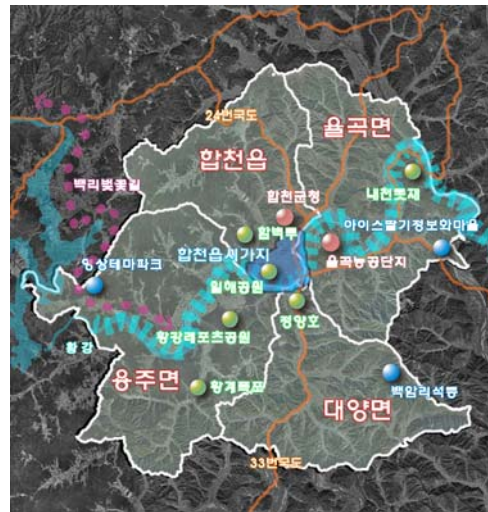 24번국도
율곡면
합천읍
백리벚꽃길
합천군청
내천못재
함벽루
아이스딸기정보화마을
합천읍시가지
율곡농공단지
영상테마파크
일해공원
정양호
황강레포츠공원
황강
용주면
황계폭포
백암리석등
대양면
33번국도